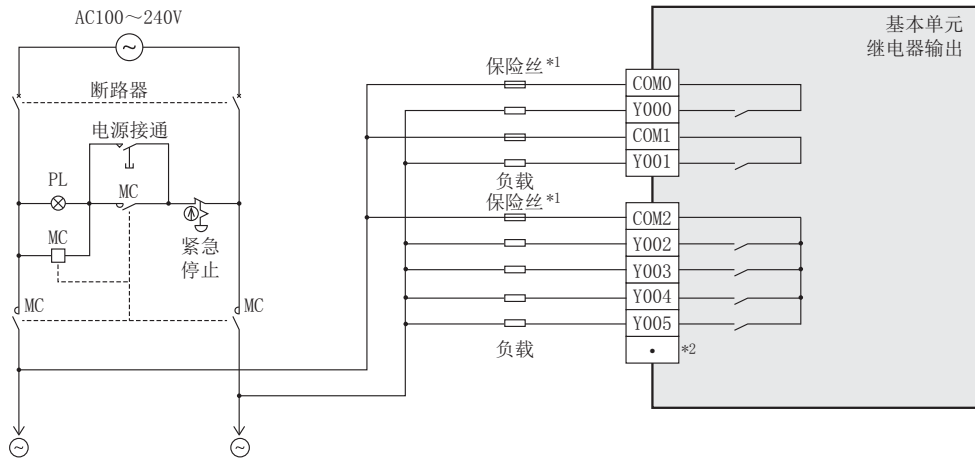 AC100～240V
～
断路器
电源接通
PL
MC
MC
紧急
停止
MC
MC
～
～
基本单元
继电器输出
保险丝*1
COM0
Y000
COM1
Y001
负载
保险丝*1
COM2
Y002
Y003
Y004
Y005
负载
• *2